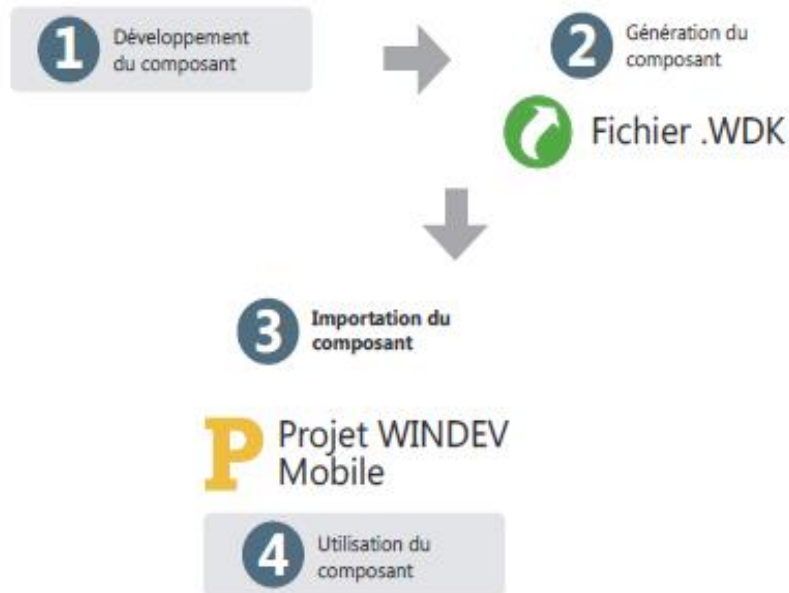 1
Développement
du composant
2
Génération du
composant
Fichier .WDK
3
Importation du
composant
P
Projet WINDEV
Mobile
4
Utilisation du
composant